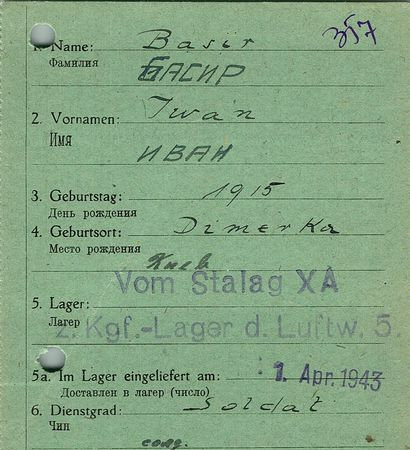 357
1. Name: Basir
Фамилия БАСИР
2. Vornamen: Iwan
Имя ИВАН
3. Geburtstag: 1915
День рождения
4. Geburtsort: Dimerka
Место рождения Киев
Vom Stalag XA
5. Lager:
Лагер 2. Kgf.-Lager d. Luftw. 5.
5a. Im Lager eingeliefert am: 1. Apr. 1943
Доставлен в лагер (число)
6. Dienstgrad: Soldat
Чин солд.